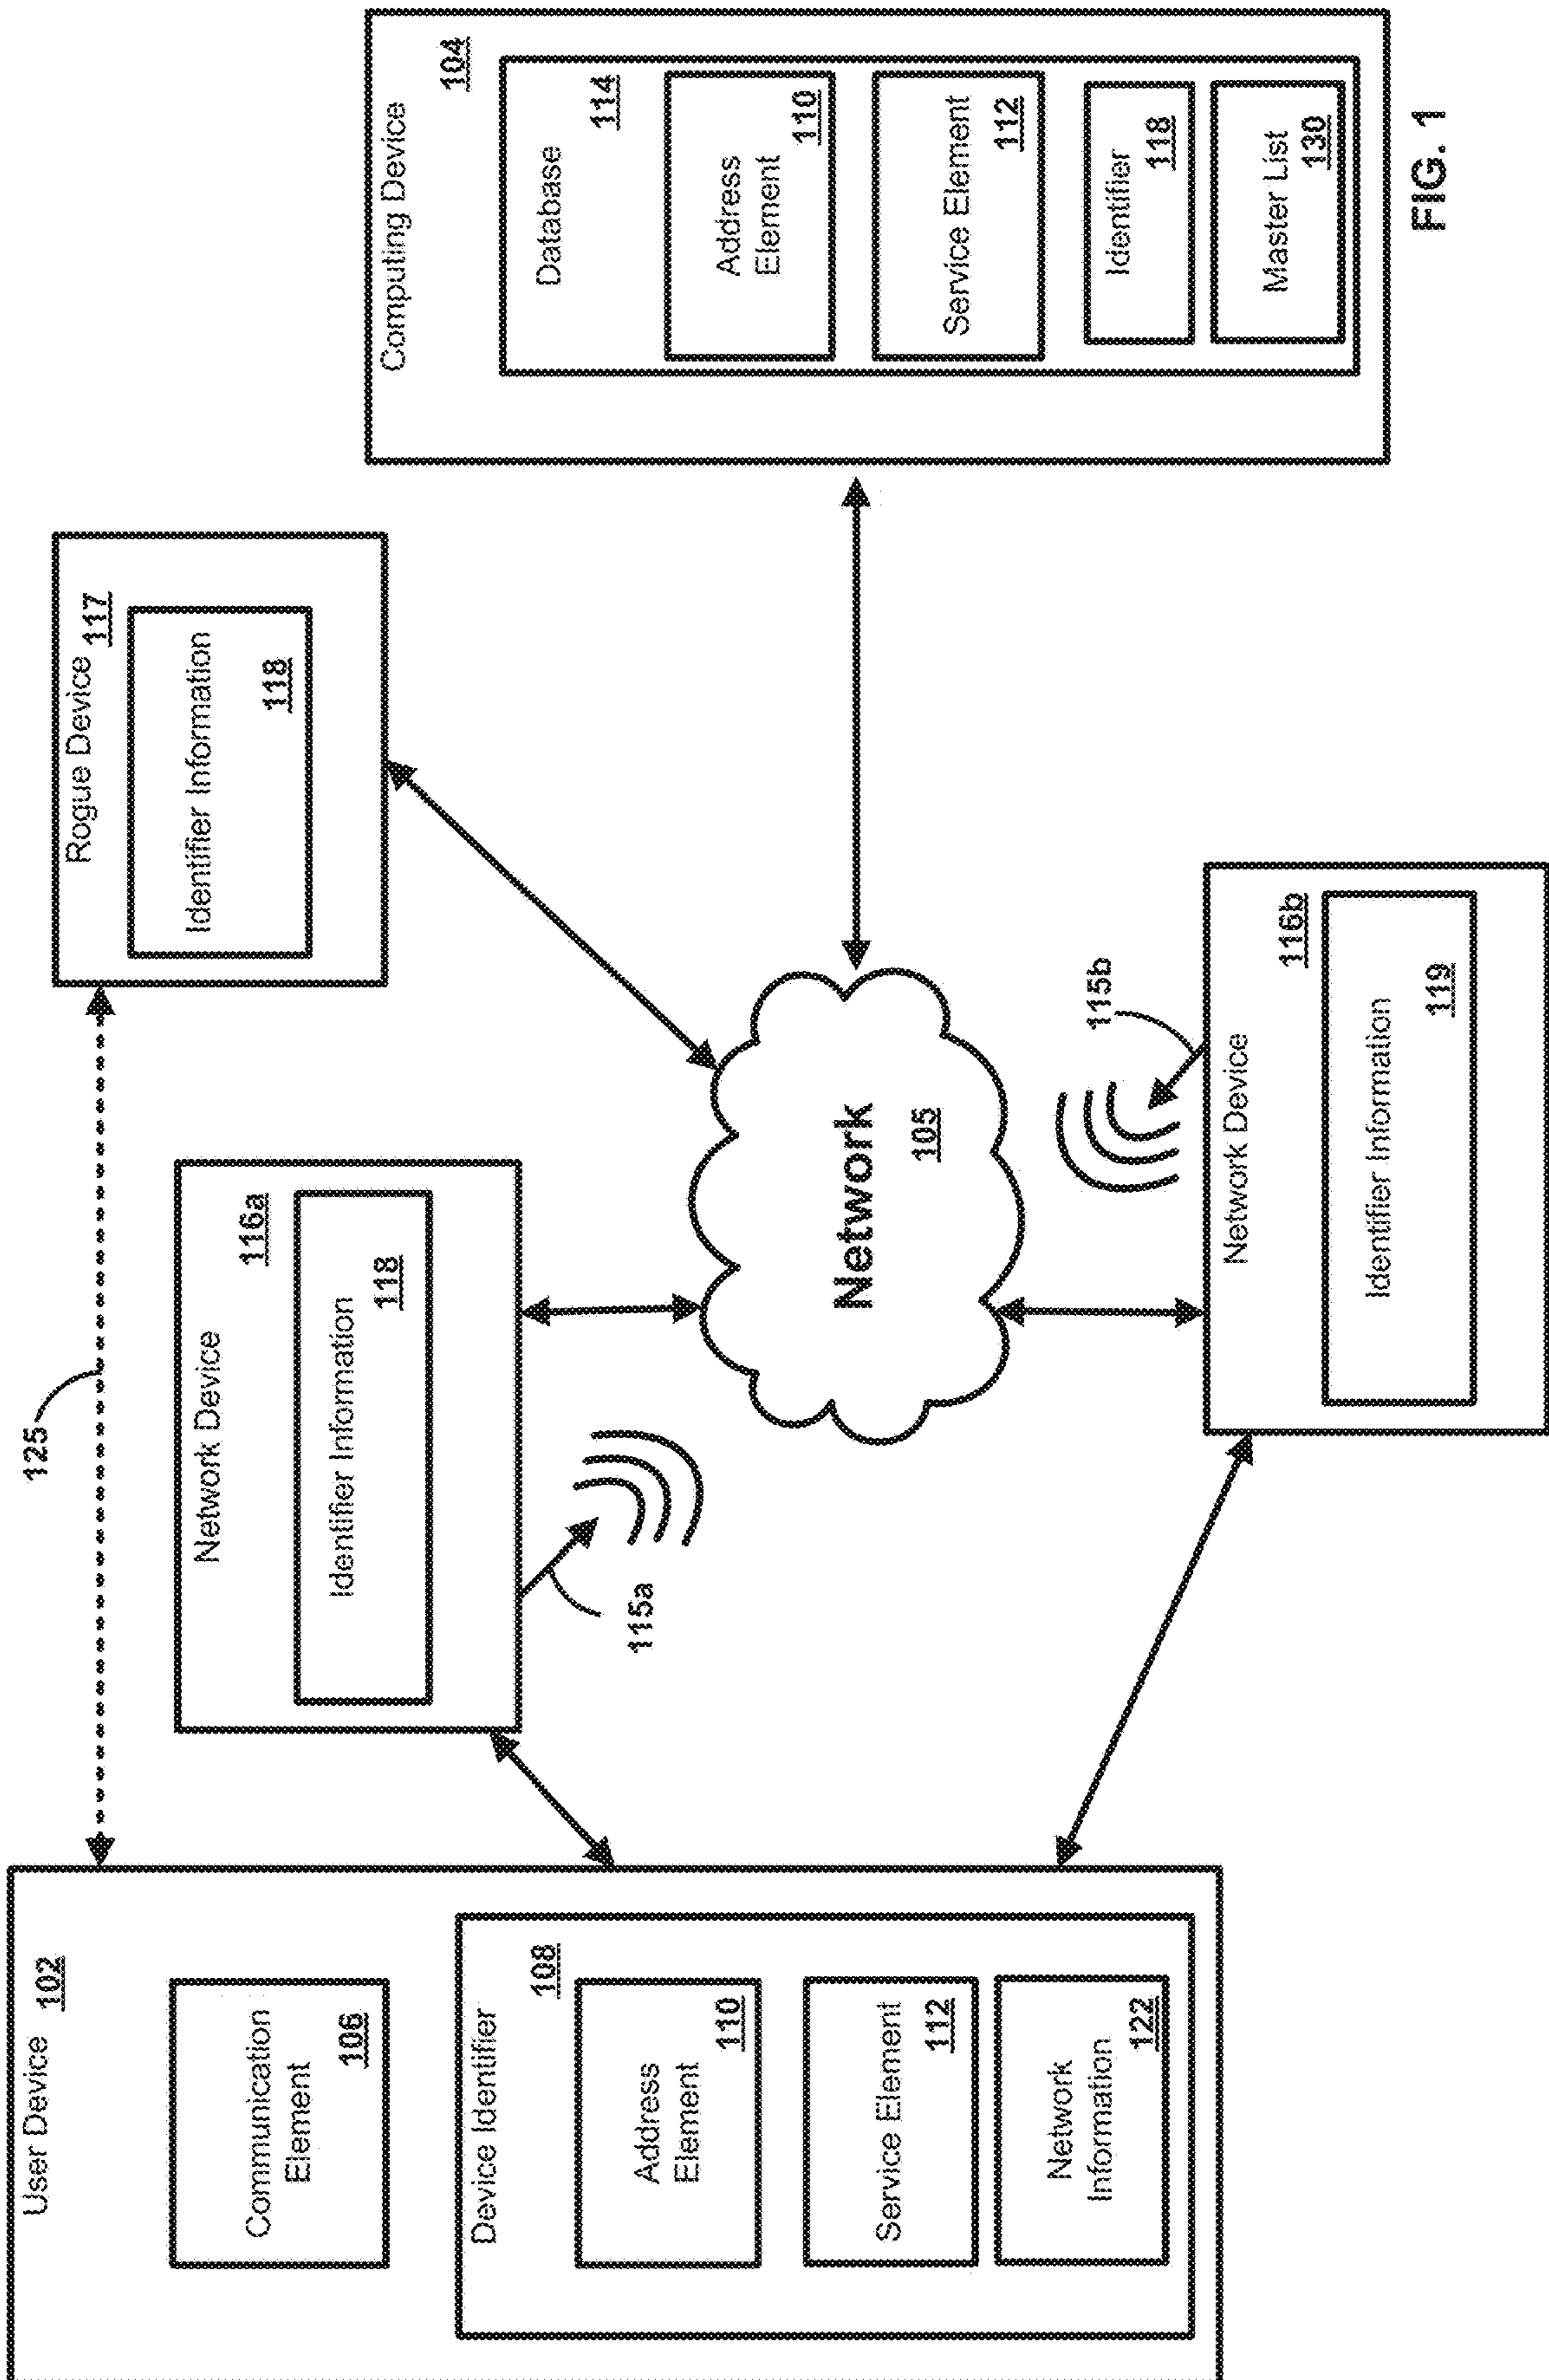 125
User Device
102
Communication
Element
106
Device Identifier
108
Address
Element
110
Service Element
112
Network
Information
122
Network Device
116a
Identifier Information
118
115a
Rogue Device
117
Identifier Information
118
Network
105
115b
Network Device
116b
Identifier Information
119
Computing Device
104
Database
114
Address
Element
110
Service Element
112
Identifier
118
Master List
130
FIG. 1